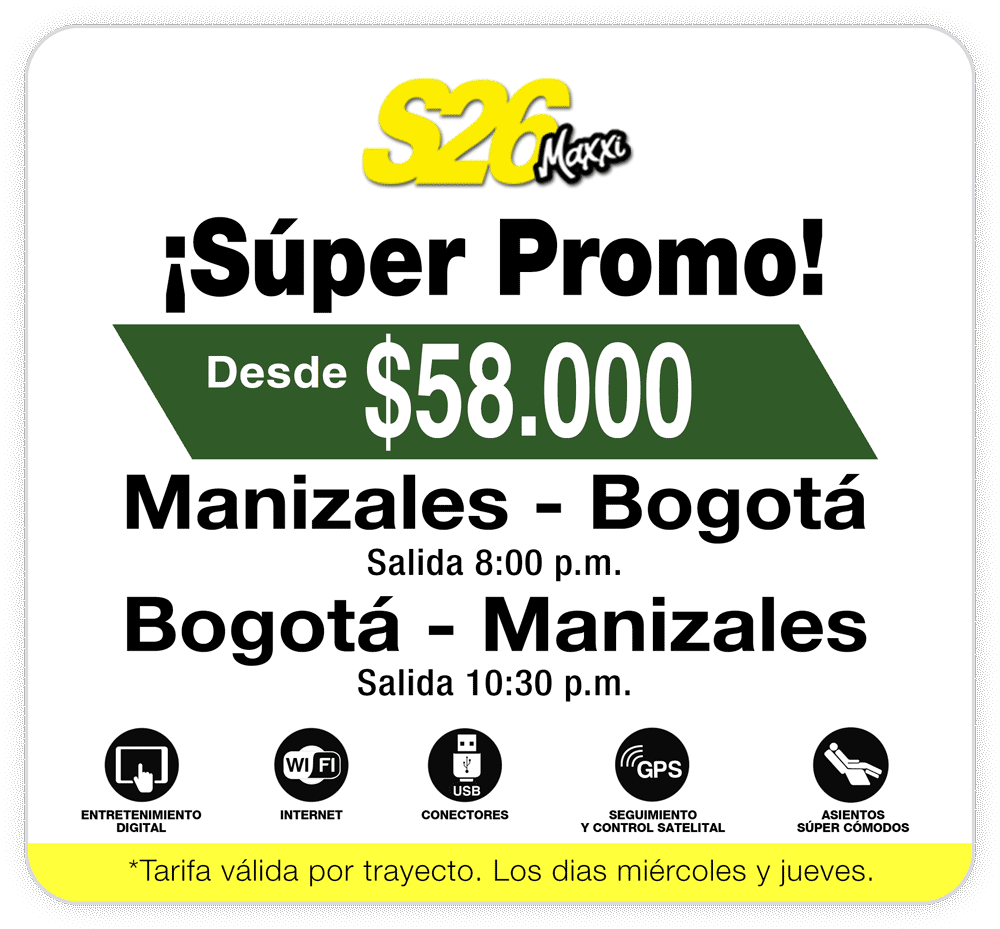 S26 Maxxi
¡Súper Promo!
Desde $58.000
Manizales - Bogotá
Salida 8:00 p.m.
Bogotá - Manizales
Salida 10:30 p.m.
WI FI
USB
GPS
ENTRETENIMIENTO
DIGITAL
INTERNET
CONECTORES
SEGUIMIENTO
Y CONTROL SATELITAL
ASIENTOS
SÚPER CÓMODOS
*Tarifa válida por trayecto. Los dias miércoles y jueves.